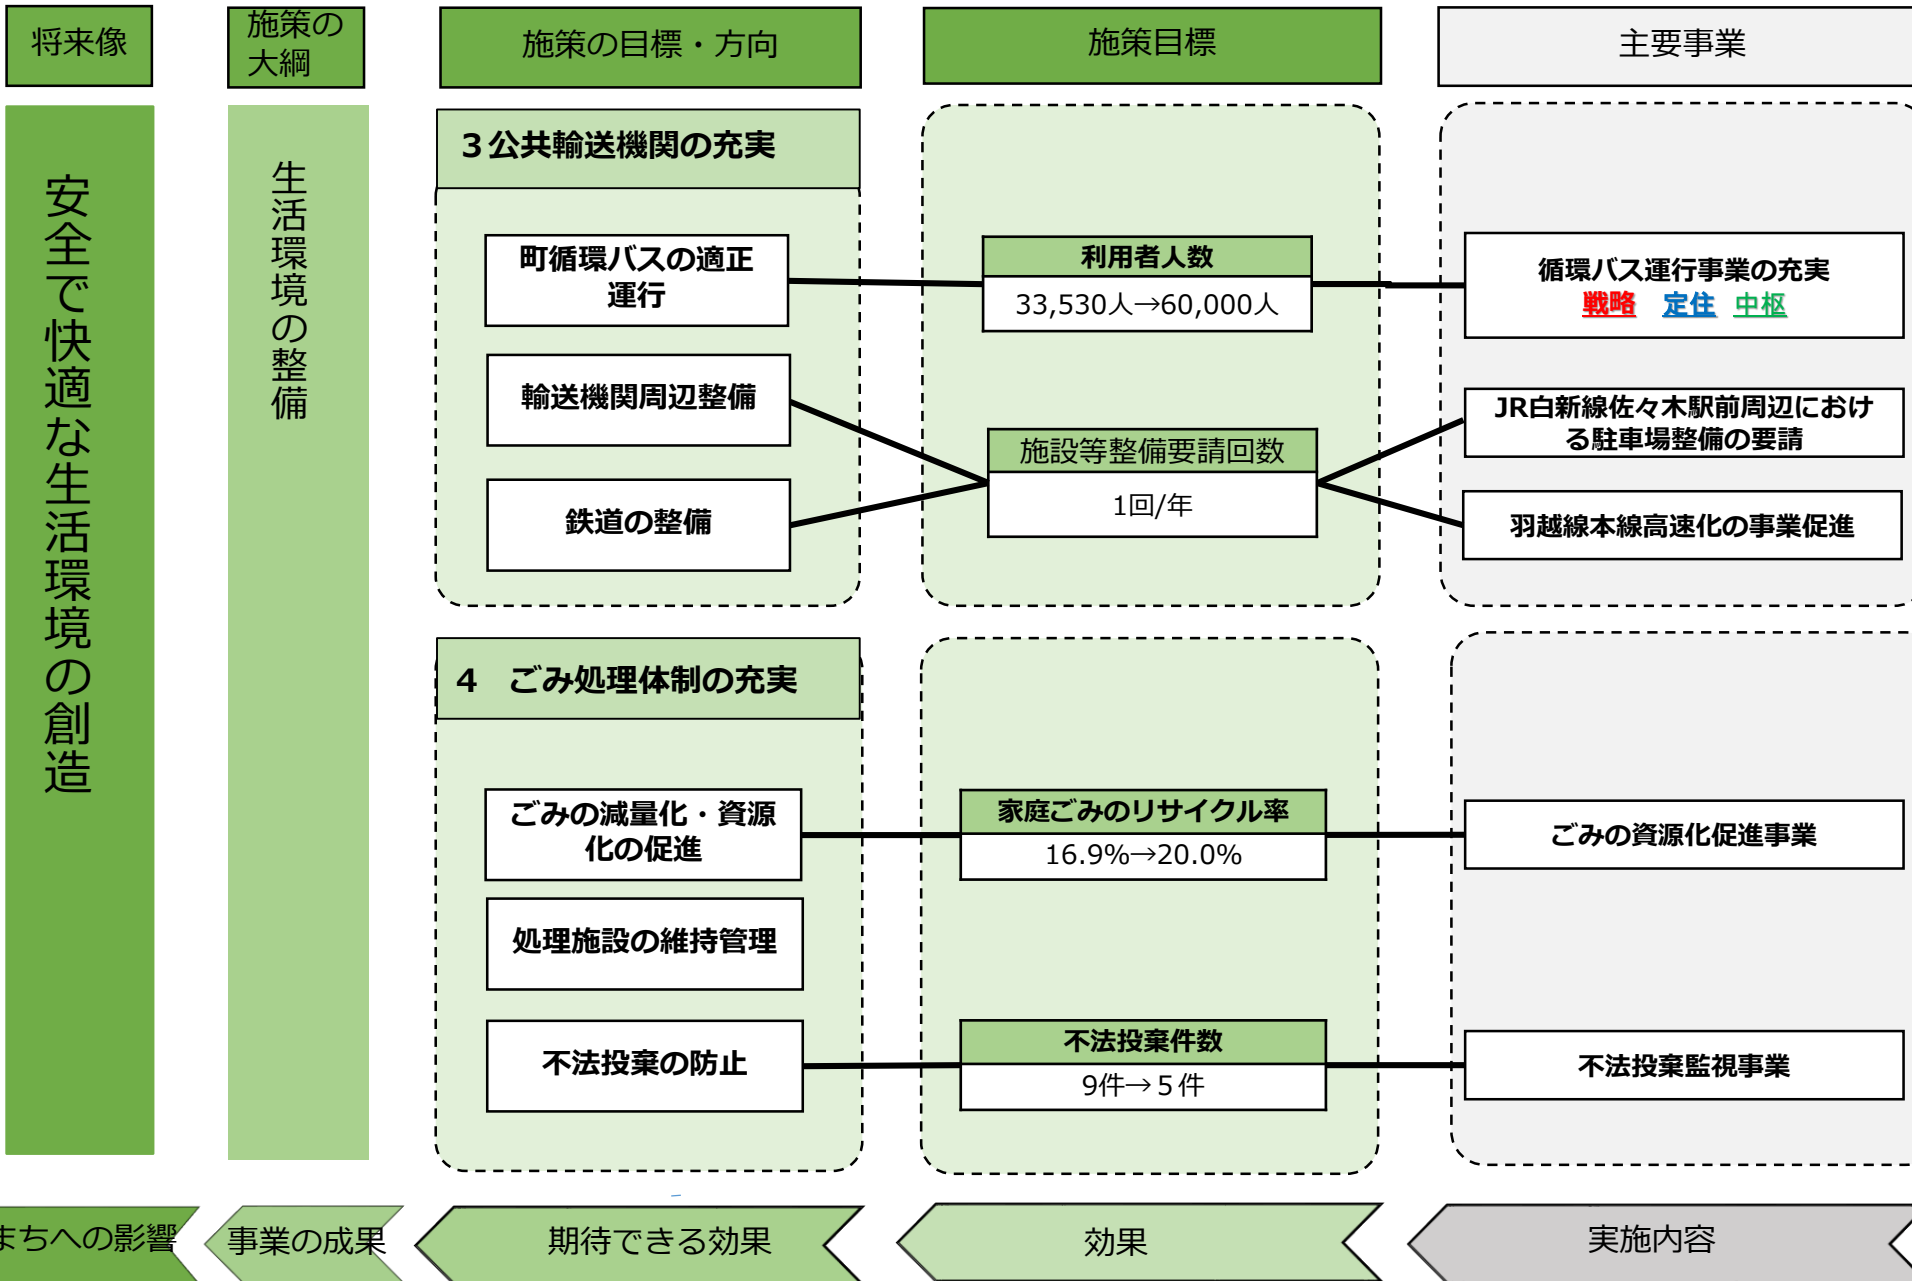 将来像
施策の
大綱
施策の目標・方向
施策目標
主要事業
安全で快適な生活環境の創造
生活環境の整備
３公共輸送機関の充実
町循環バスの適正
運行
利用者人数
33,530人→60,000人
循環バス運行事業の充実
戦略 定住 中枢
輸送機関周辺整備
施設等整備要請回数
1回/年
JR白新線佐々木駅前周辺におけ
る駐車場整備の要請
鉄道の整備
羽越線本線高速化の事業促進
４　ごみ処理体制の充実
ごみの減量化・資源
化の促進
家庭ごみのリサイクル率
16.9%→20.0%
ごみの資源化促進事業
処理施設の維持管理
不法投棄の防止
不法投棄件数
9件→５件
不法投棄監視事業
まちへの影響
事業の成果
期待できる効果
効果
実施内容